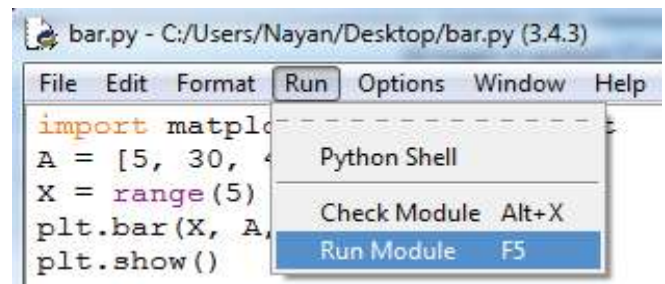 bar.py - C:/Users/Nayan/Desktop/bar.py (3.4.3)
File Edit Format Run Options Window Help
import
A = [5, 30,
X = range(5)
plt.bar(X, A,
plt.show()
Python Shell
Check Module Alt+X
Run Module F5